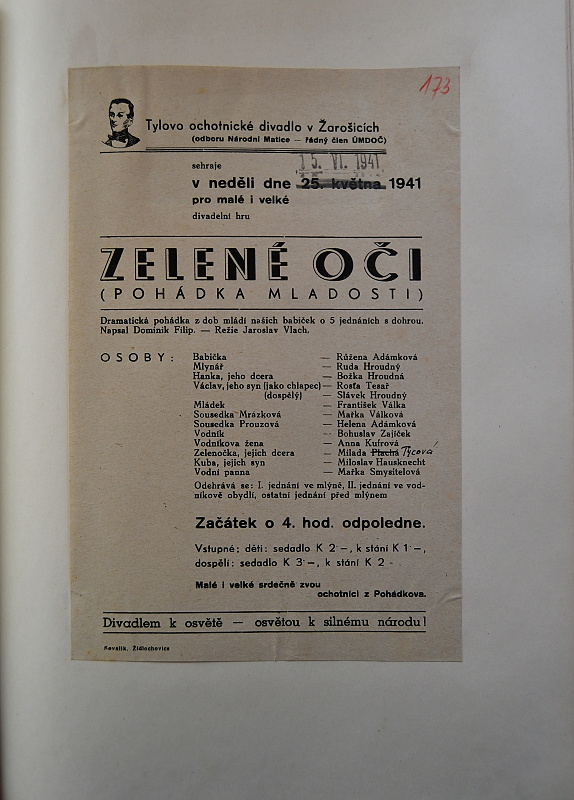 173
Tylovo ochotnické divadlo v Žarošicích
(odboru Národní Matice — řádný člen ÚMDOČ)
sehraje
15. VI. 1941
v neděli dne 25. května 1941
pro malé i velké
divadelní hru
ZELENÉ OČI
(POHÁDKA MLADOSTI)
Dramatická pohádka z dob mládí našich babiček o 5 jednáních s dohrou.
Napsal Dominik Filip. — Režie Jaroslav Vlach.
OSOBY: Babička — Růžena Adámková
Mlynář — Ruda Hroudný
Hanka, jeho dcera — Božka Hroudná
Václav, jeho syn (jako chlapec) — Rosťa Tesař
(dospělý) — Slávek Hroudný
Mládek — František Válka
Sousedka Mrázková — Mařka Válková
Sousedka Prouzová — Helena Adámková
Vodník — Bohuslav Zajíček
Vodníkova žena — Anna Kufrová
Zelenočka, jejich dcera — Milada Plachá Tycová
Kuba, jejich syn — Miloslav Hausknecht
Vodní panna — Mařka Smysitelová
Odehrává se: I. jednání ve mlýně, II. jednání ve vod-
níkově obydlí, ostatní jednání před mlýnem
Začátek o 4. hod. odpoledne.
Vstupné; děti: sedadlo K 2·—, k stání K 1·—,
dospělí: sedadlo K 3·—, k stání K 2·—
Malé i velké srdečně zvou
ochotníci z Pohádkova.
Divadlem k osvětě — osvětou k silnému národu!
Kovalík, Židlochovice